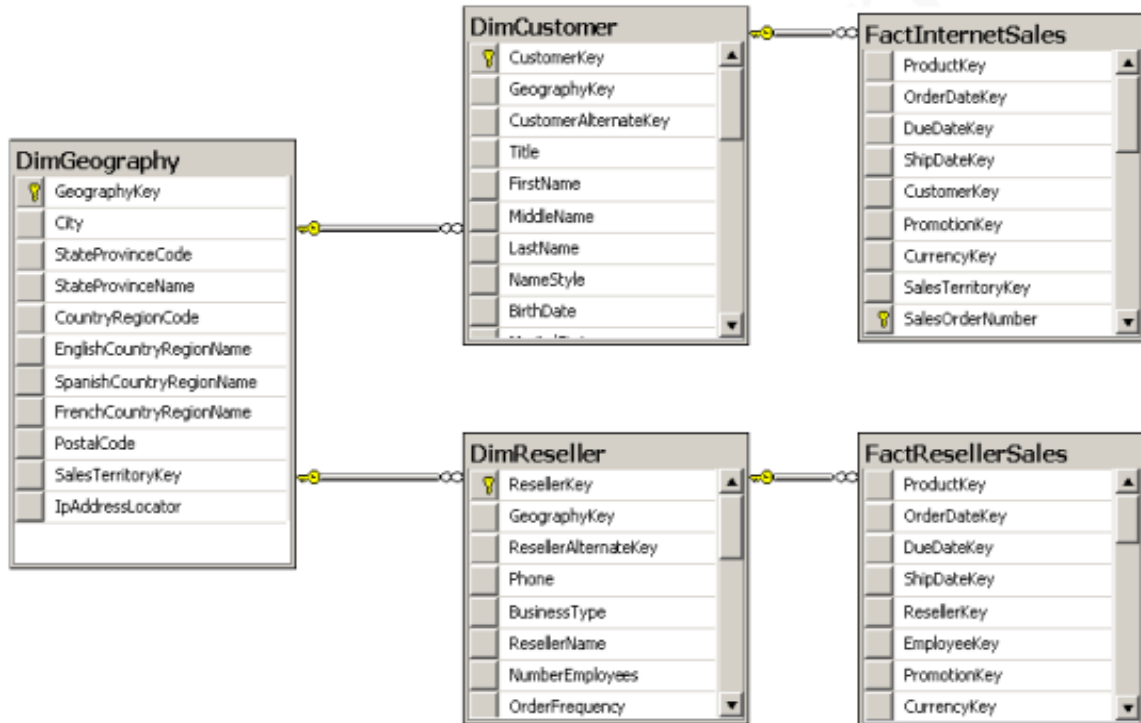 DimGeography
GeographyKey
City
StateProvinceCode
StateProvinceName
CountryRegionCode
EnglishCountryRegionName
SpanishCountryRegionName
FrenchCountryRegionName
PostalCode
SalesTerritoryKey
IpAddressLocator
DimCustomer
CustomerKey
GeographyKey
CustomerAlternateKey
Title
FirstName
MiddleName
LastName
NameStyle
BirthDate
FactInternetSales
ProductKey
OrderDateKey
DueDateKey
ShipDateKey
CustomerKey
PromotionKey
CurrencyKey
SalesTerritoryKey
SalesOrderNumber
DimReseller
ResellerKey
GeographyKey
ResellerAlternateKey
Phone
BusinessType
ResellerName
NumberEmployees
OrderFrequency
FactResellerSales
ProductKey
OrderDateKey
DueDateKey
ShipDateKey
ResellerKey
EmployeeKey
PromotionKey
CurrencyKey